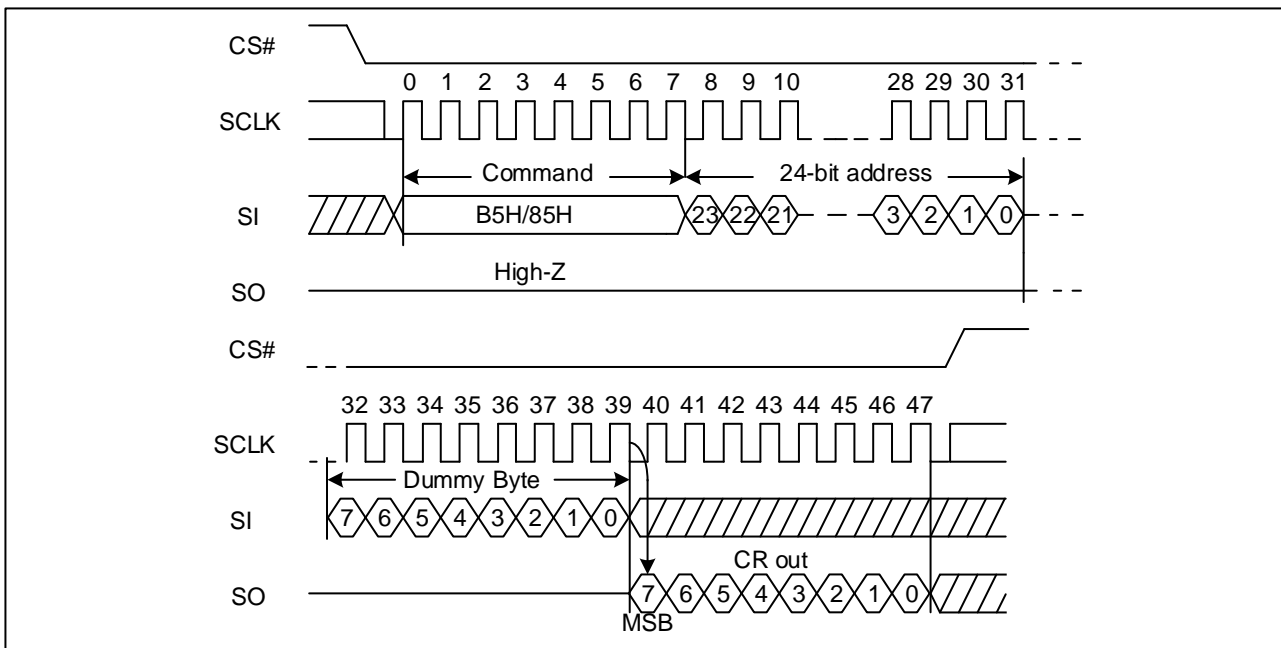 CS#
0 1 2 3 4 5 6 7 8 9 10 28 29 30 31
SCLK
Command 24-bit address
SI B5H/85H 23 22 21 3 2 1 0
High-Z
SO
CS#
32 33 34 35 36 37 38 39 40 41 42 43 44 45 46 47
SCLK
Dummy Byte
SI 7 6 5 4 3 2 1 0
CR out
SO 7 6 5 4 3 2 1 0
MSB